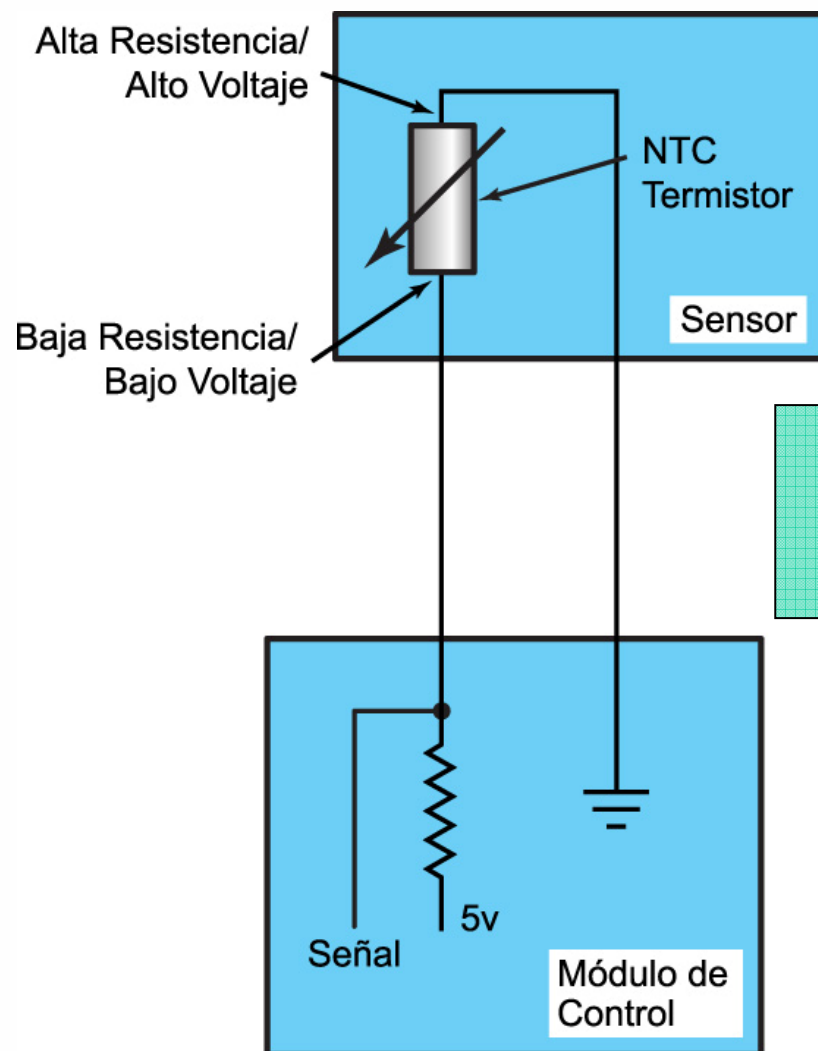 Alta Resistencia/
Alto Voltaje
NTC
Termistor
Sensor
Baja Resistencia/
Bajo Voltaje
5v
Señal
Módulo de
Control